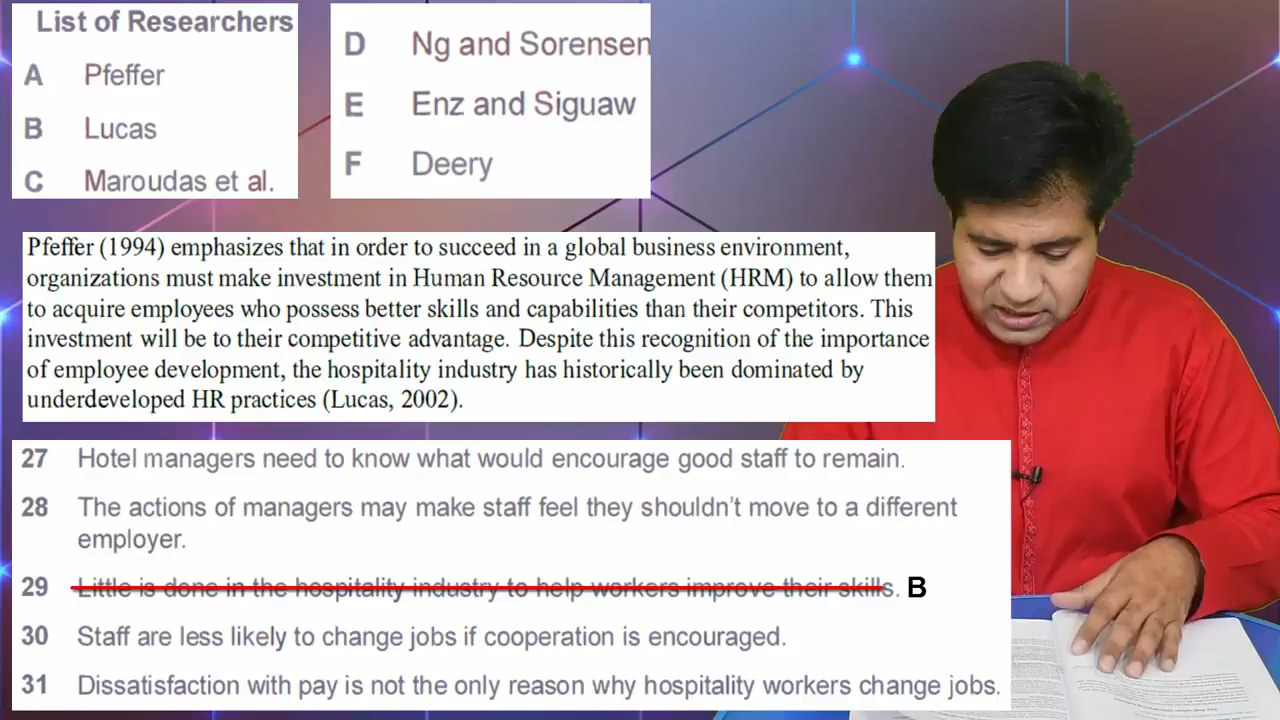 List of Researchers
A Pfeffer
B Lucas
C Maroudas et al.
D Ng and Sorensen
E Enz and Siguaw
F Deery
Pfeffer (1994) emphasizes that in order to succeed in a global business environment,
organizations must make investment in Human Resource Management (HRM) to allow them
to acquire employees who possess better skills and capabilities than their competitors. This
investment will be to their competitive advantage. Despite this recognition of the importance
of employee development, the hospitality industry has historically been dominated by
underdeveloped HR practices (Lucas, 2002).
27 Hotel managers need to know what would encourage good staff to remain.
28 The actions of managers may make staff feel they shouldn't move to a different
employer.
29 Little is done in the hospitality industry to help workers improve their skills. B
30 Staff are less likely to change jobs if cooperation is encouraged.
31 Dissatisfaction with pay is not the only reason why hospitality workers change jobs.